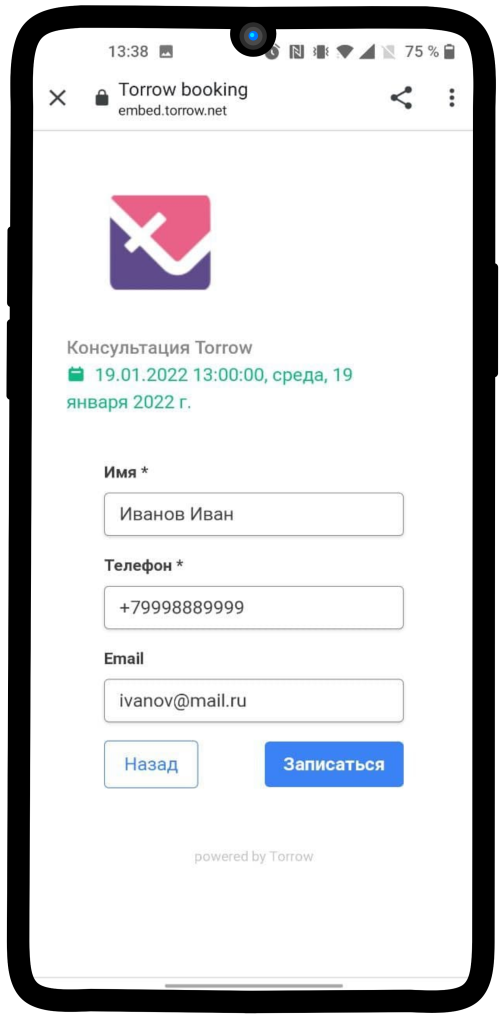 13:38
75 %
Torrow booking
embed.torrow.net
Консультация Torrow
19.01.2022 13:00:00, среда, 19
января 2022 г.
Имя *
Иванов Иван
Телефон *
+79998889999
Email
ivanov@mail.ru
Назад
Записаться
powered by Torrow